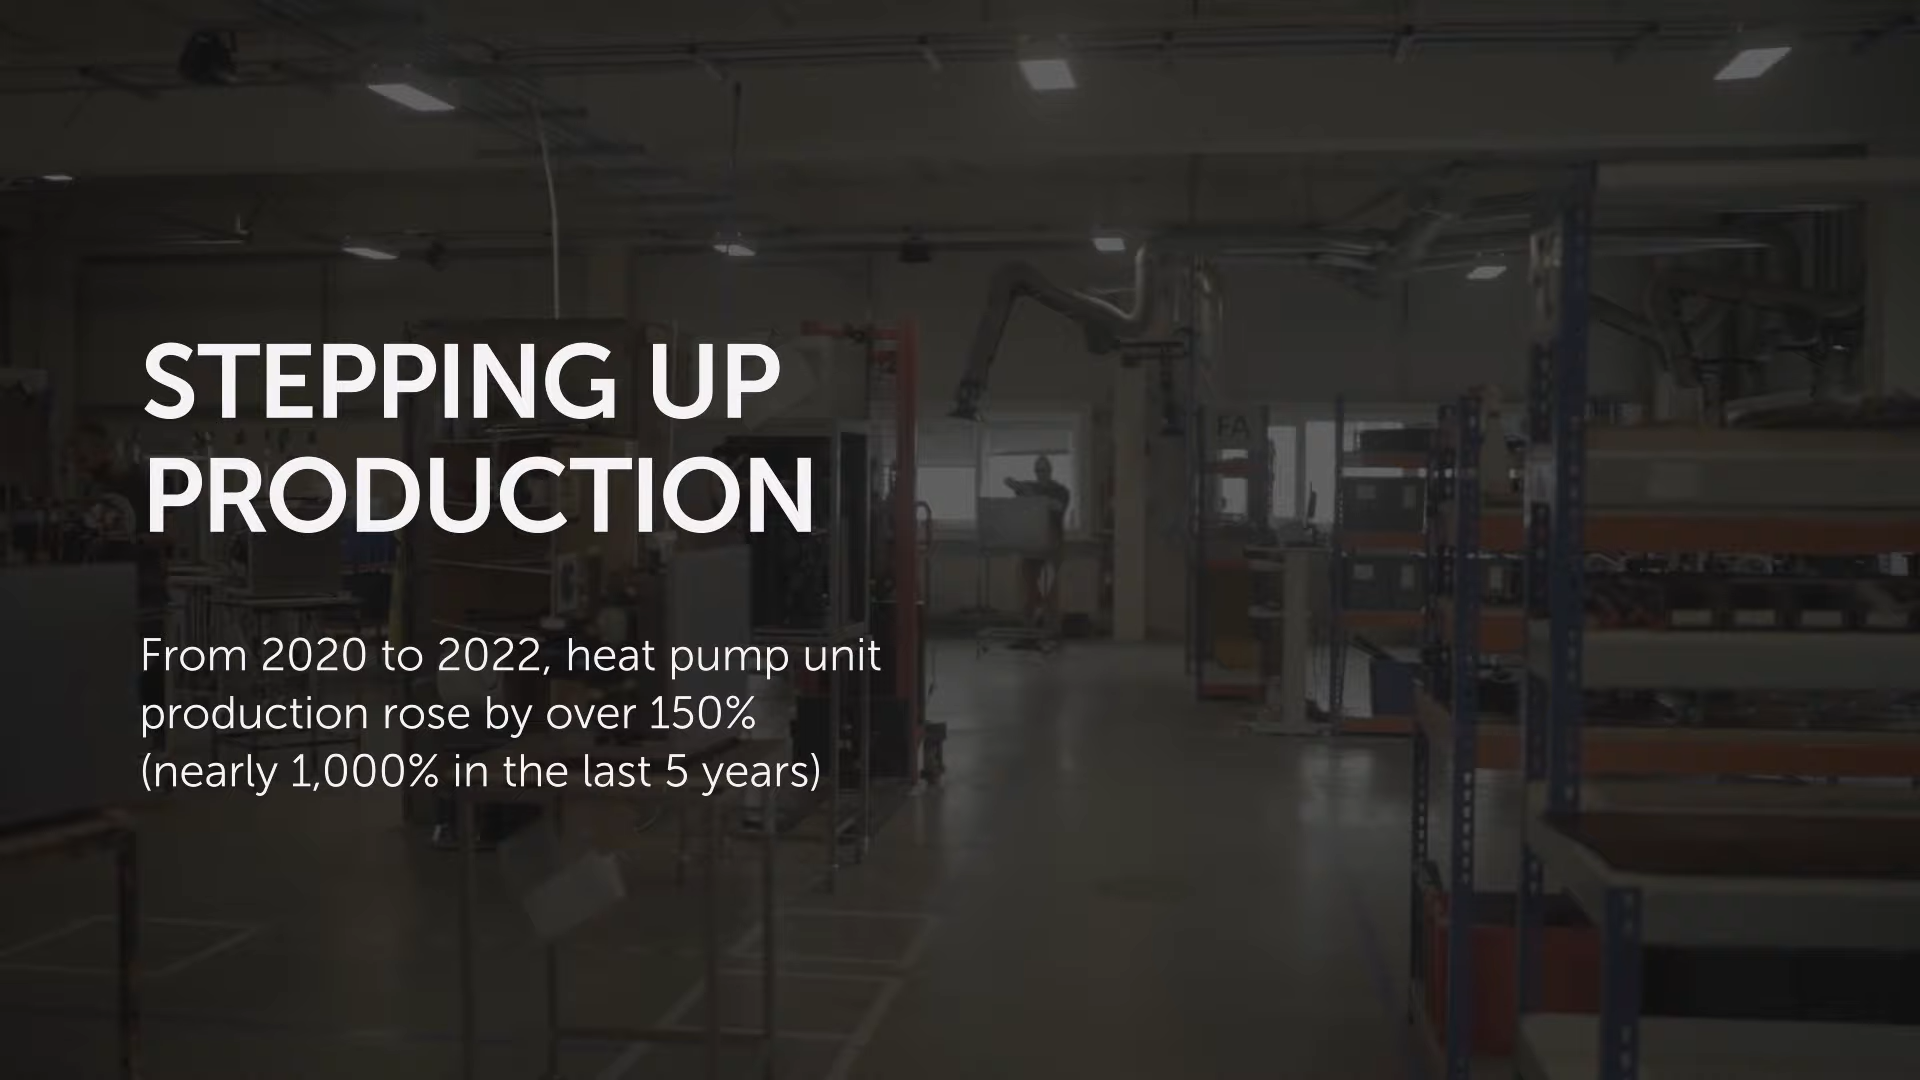 STEPPING UP
PRODUCTION
From 2020 to 2022, heat pump unit
production rose by over 150%
(nearly 1,000% in the last 5 years)
FA